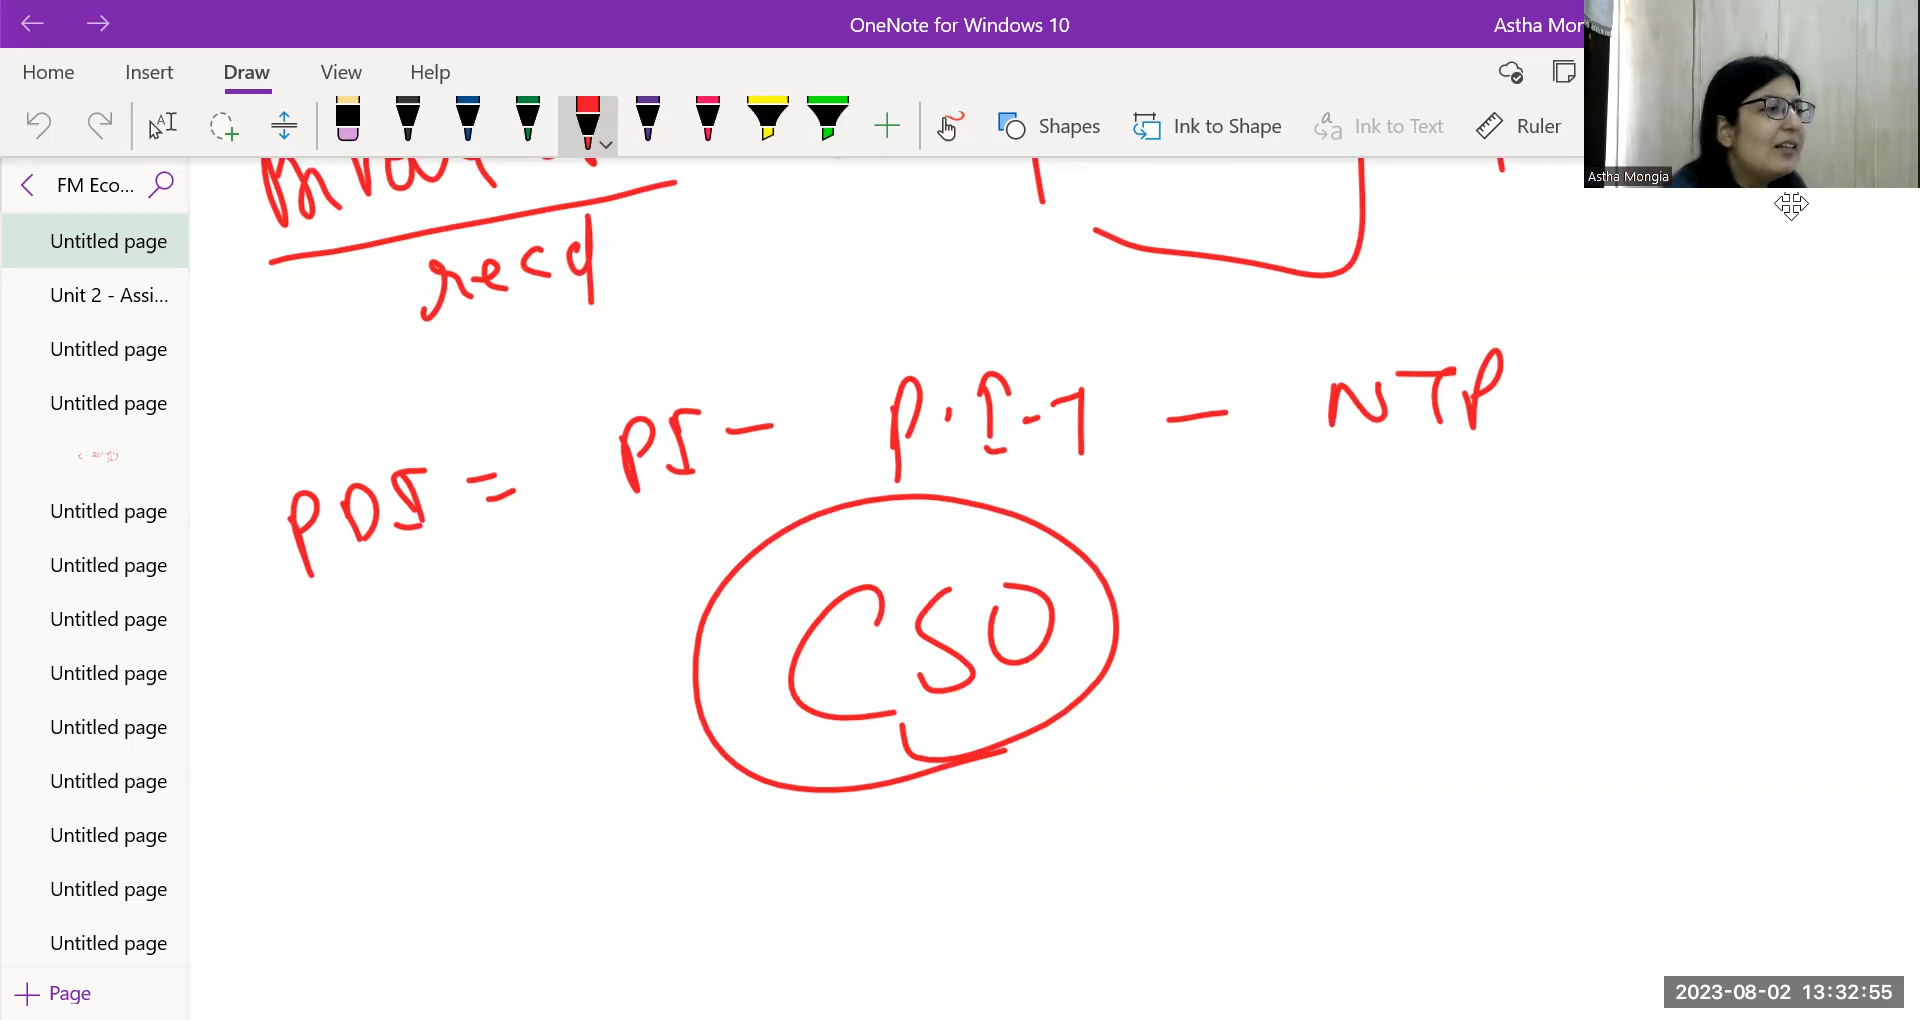 OneNote for Windows 10
Astha Mon
Home Insert Draw View Help
Shapes Ink to Shape Ink to Text Ruler
FM Eco...
Astha Mongia
Untitled page
Unit 2 - Assi...
Untitled page
Untitled page
Untitled page
Untitled page
Untitled page
Untitled page
Untitled page
Untitled page
Untitled page
Untitled page
Untitled page
Page
recd
PDI = PI - P.I.T - NTP
CSO
2023-08-02 13:32:55